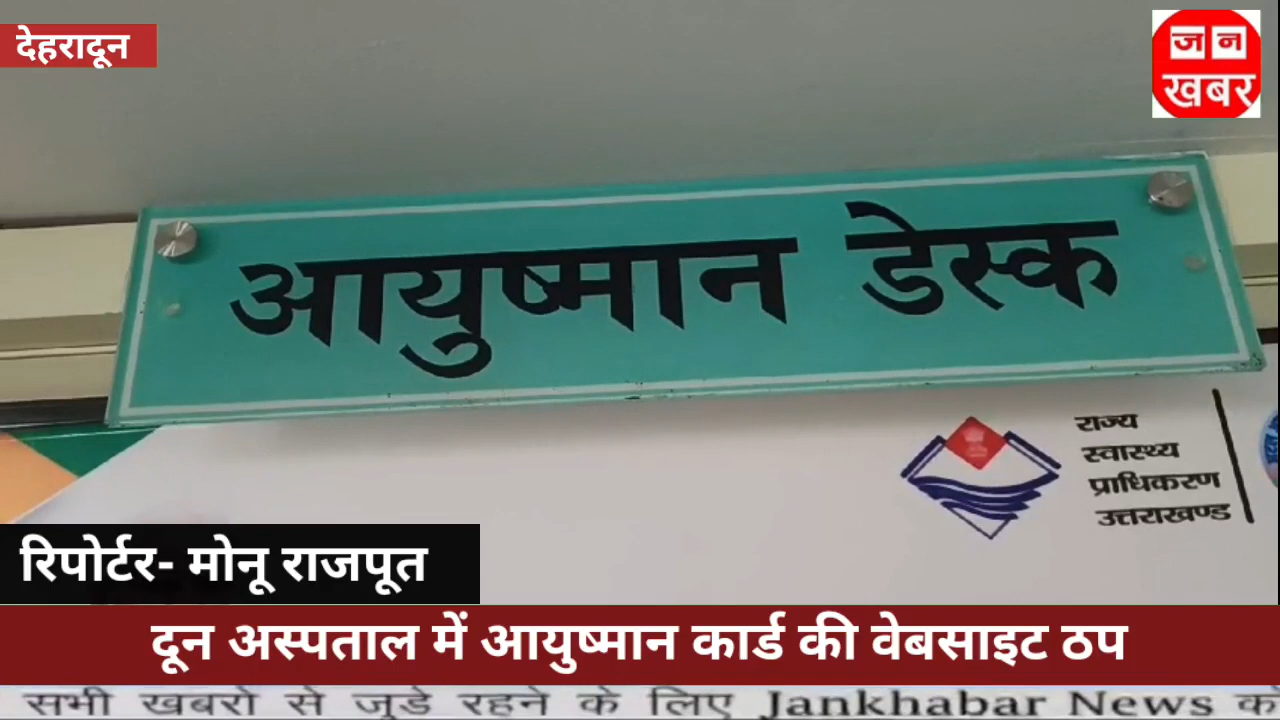 देहरादून
जन
खबर
आयुष्मान डेस्क
राज्य
स्वास्थ्य
प्राधिकरण
उत्तराखण्ड
रिपोर्टर- मोनू राजपूत
दून अस्पताल में आयुष्मान कार्ड की वेबसाइट ठप
सभी खबरो से जुडे रहने के लिए Jankhabar News को